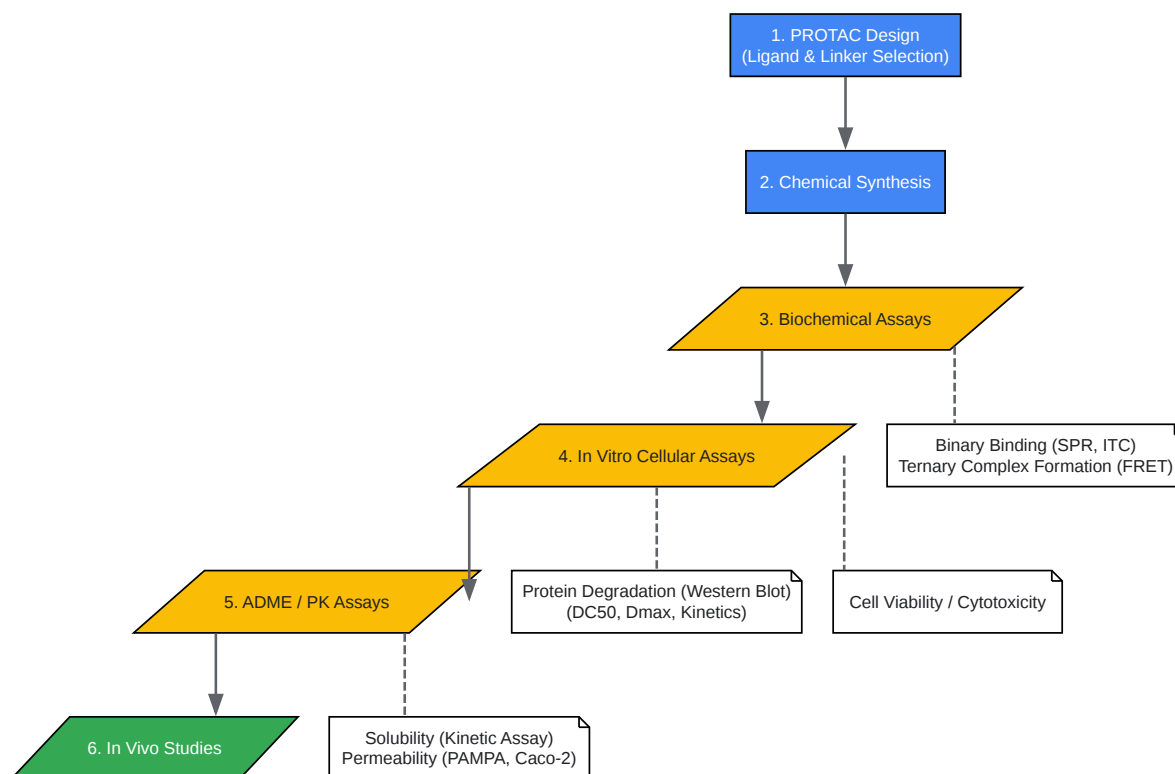 1. PROTAC Design
(Ligand & Linker Selection)
2. Chemical Synthesis
3. Biochemical Assays
Binary Binding (SPR, ITC)
Ternary Complex Formation (FRET)
4. In Vitro Cellular Assays
Protein Degradation (Western Blot)
(DC50, Dmax, Kinetics)
Cell Viability / Cytotoxicity
5. ADME / PK Assays
Solubility (Kinetic Assay)
Permeability (PAMPA, Caco-2)
6. In Vivo Studies